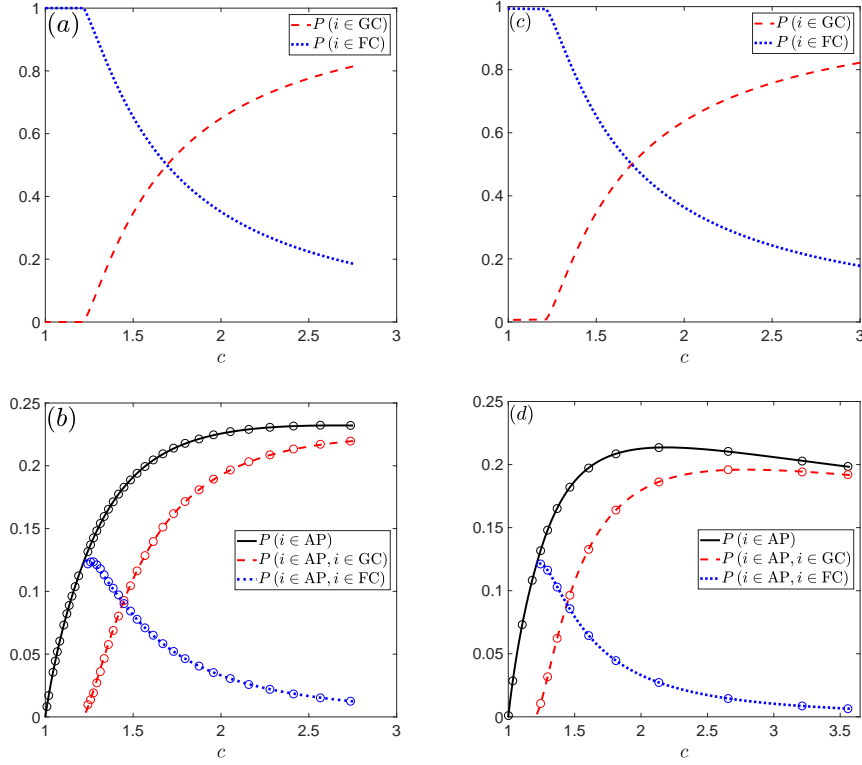 (a)
P (i ∈ GC)
P (i ∈ FC)
1
0.8
0.6
0.4
0.2
0
1 1.5 2 2.5 3
c
(c)
P (i ∈ GC)
P (i ∈ FC)
1
0.8
0.6
0.4
0.2
0
1 1.5 2 2.5 3
c
(b)
P (i ∈ AP)
P (i ∈ AP, i ∈ GC)
P (i ∈ AP, i ∈ FC)
0.25
0.2
0.15
0.1
0.05
0
1 1.5 2 2.5 3
c
(d)
P (i ∈ AP)
P (i ∈ AP, i ∈ GC)
P (i ∈ AP, i ∈ FC)
0.25
0.2
0.15
0.1
0.05
0
1 1.5 2 2.5 3 3.5
c